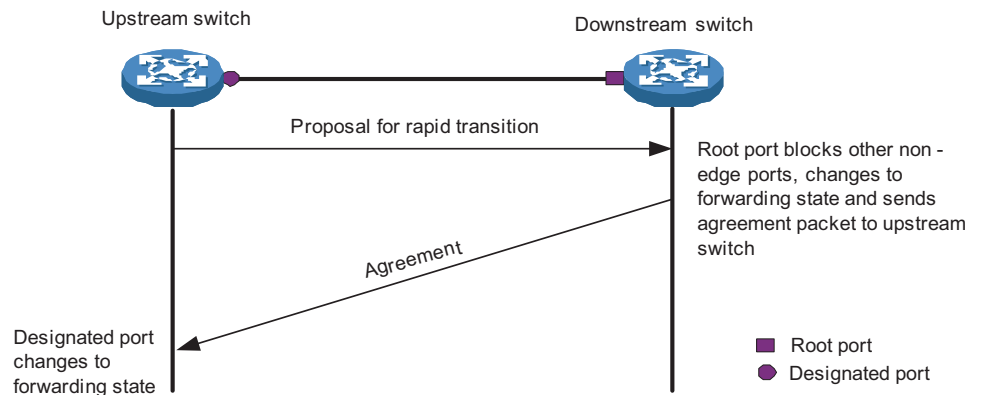 Upstream switch
Downstream switch
Proposal for rapid transition
Root port blocks other non -
edge ports, changes to
forwarding state and sends
agreement packet to upstream
switch
Agreement
Designated port
changes to
forwarding state
Root port
Designated port